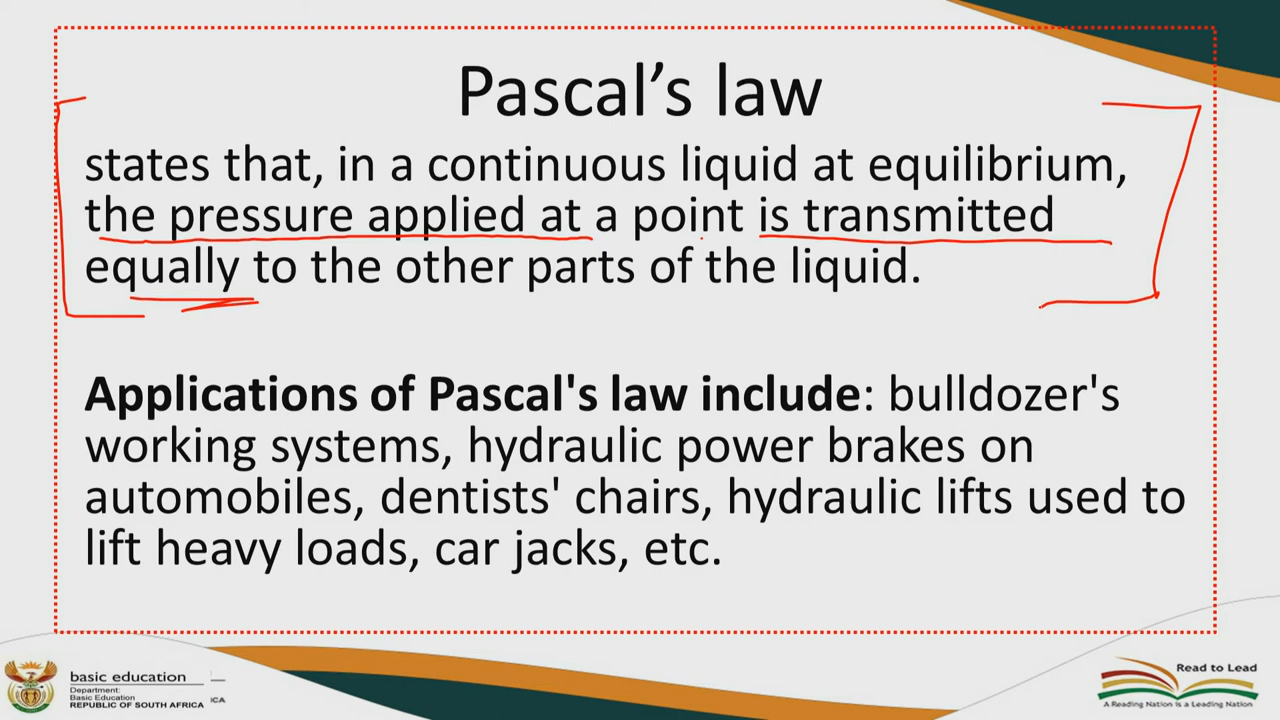 Pascal’s law
states that, in a continuous liquid at equilibrium,
the pressure applied at a point is transmitted
equally to the other parts of the liquid.
Applications of Pascal's law include: bulldozer's
working systems, hydraulic power brakes on
automobiles, dentists' chairs, hydraulic lifts used to
lift heavy loads, car jacks, etc.
basic education
Department:
Basic Education
REPUBLIC OF SOUTH AFRICA
ICA
Read to Lead
A Reading Nation is a Leading Nation